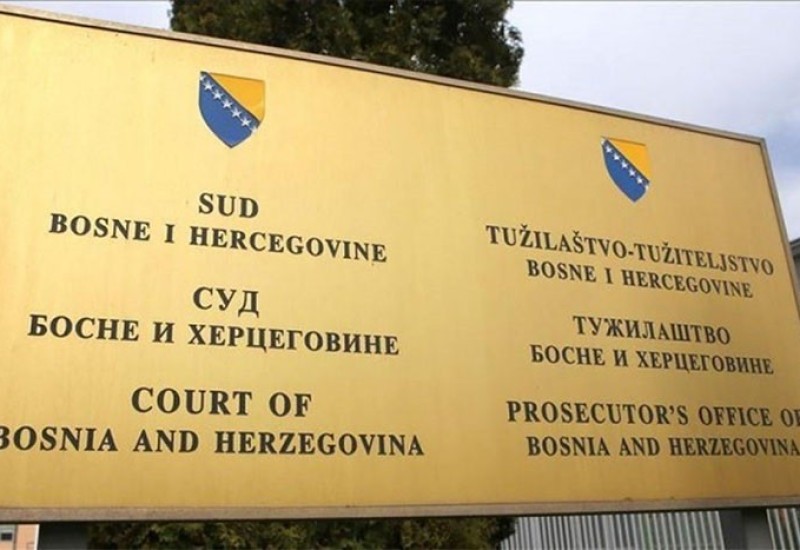 SUD
BOSNE I HERCEGOVINE
СУД
БОСНЕ И ХЕРЦЕГОВИНЕ
COURT OF
BOSNIA AND HERZEGOVINA
TUŽILAŠTVO-TUŽITELJSTVO
BOSNE I HERCEGOVINE
ТУЖИЛАШТВО
БОСНЕ И ХЕРЦЕГОВИНЕ
PROSECUTOR'S OFFICE OF
BOSNIA AND HERZEGOVINA